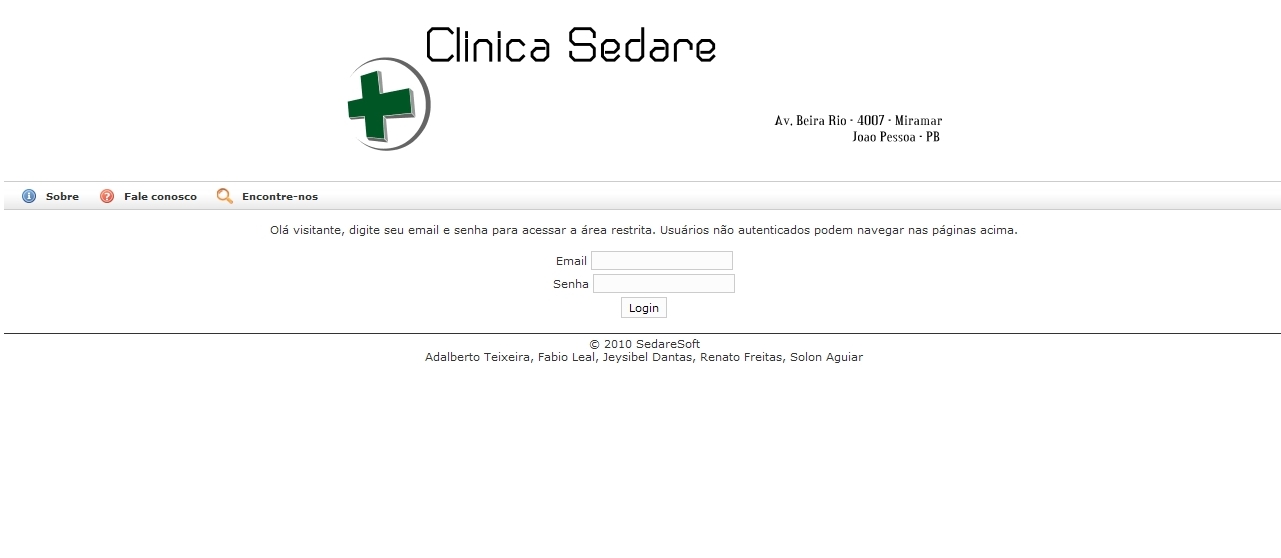 Clinica Sedare
Av. Beira Rio - 4007 - Miramar
Joao Pessoa - PB
Sobre Fale conosco Encontre-nos
Olá visitante, digite seu email e senha para acessar a área restrita. Usuários não autenticados podem navegar nas páginas acima.
Email
Senha
Login
© 2010 SedareSoft
Adalberto Teixeira, Fabio Leal, Jeysibel Dantas, Renato Freitas, Solon Aguiar